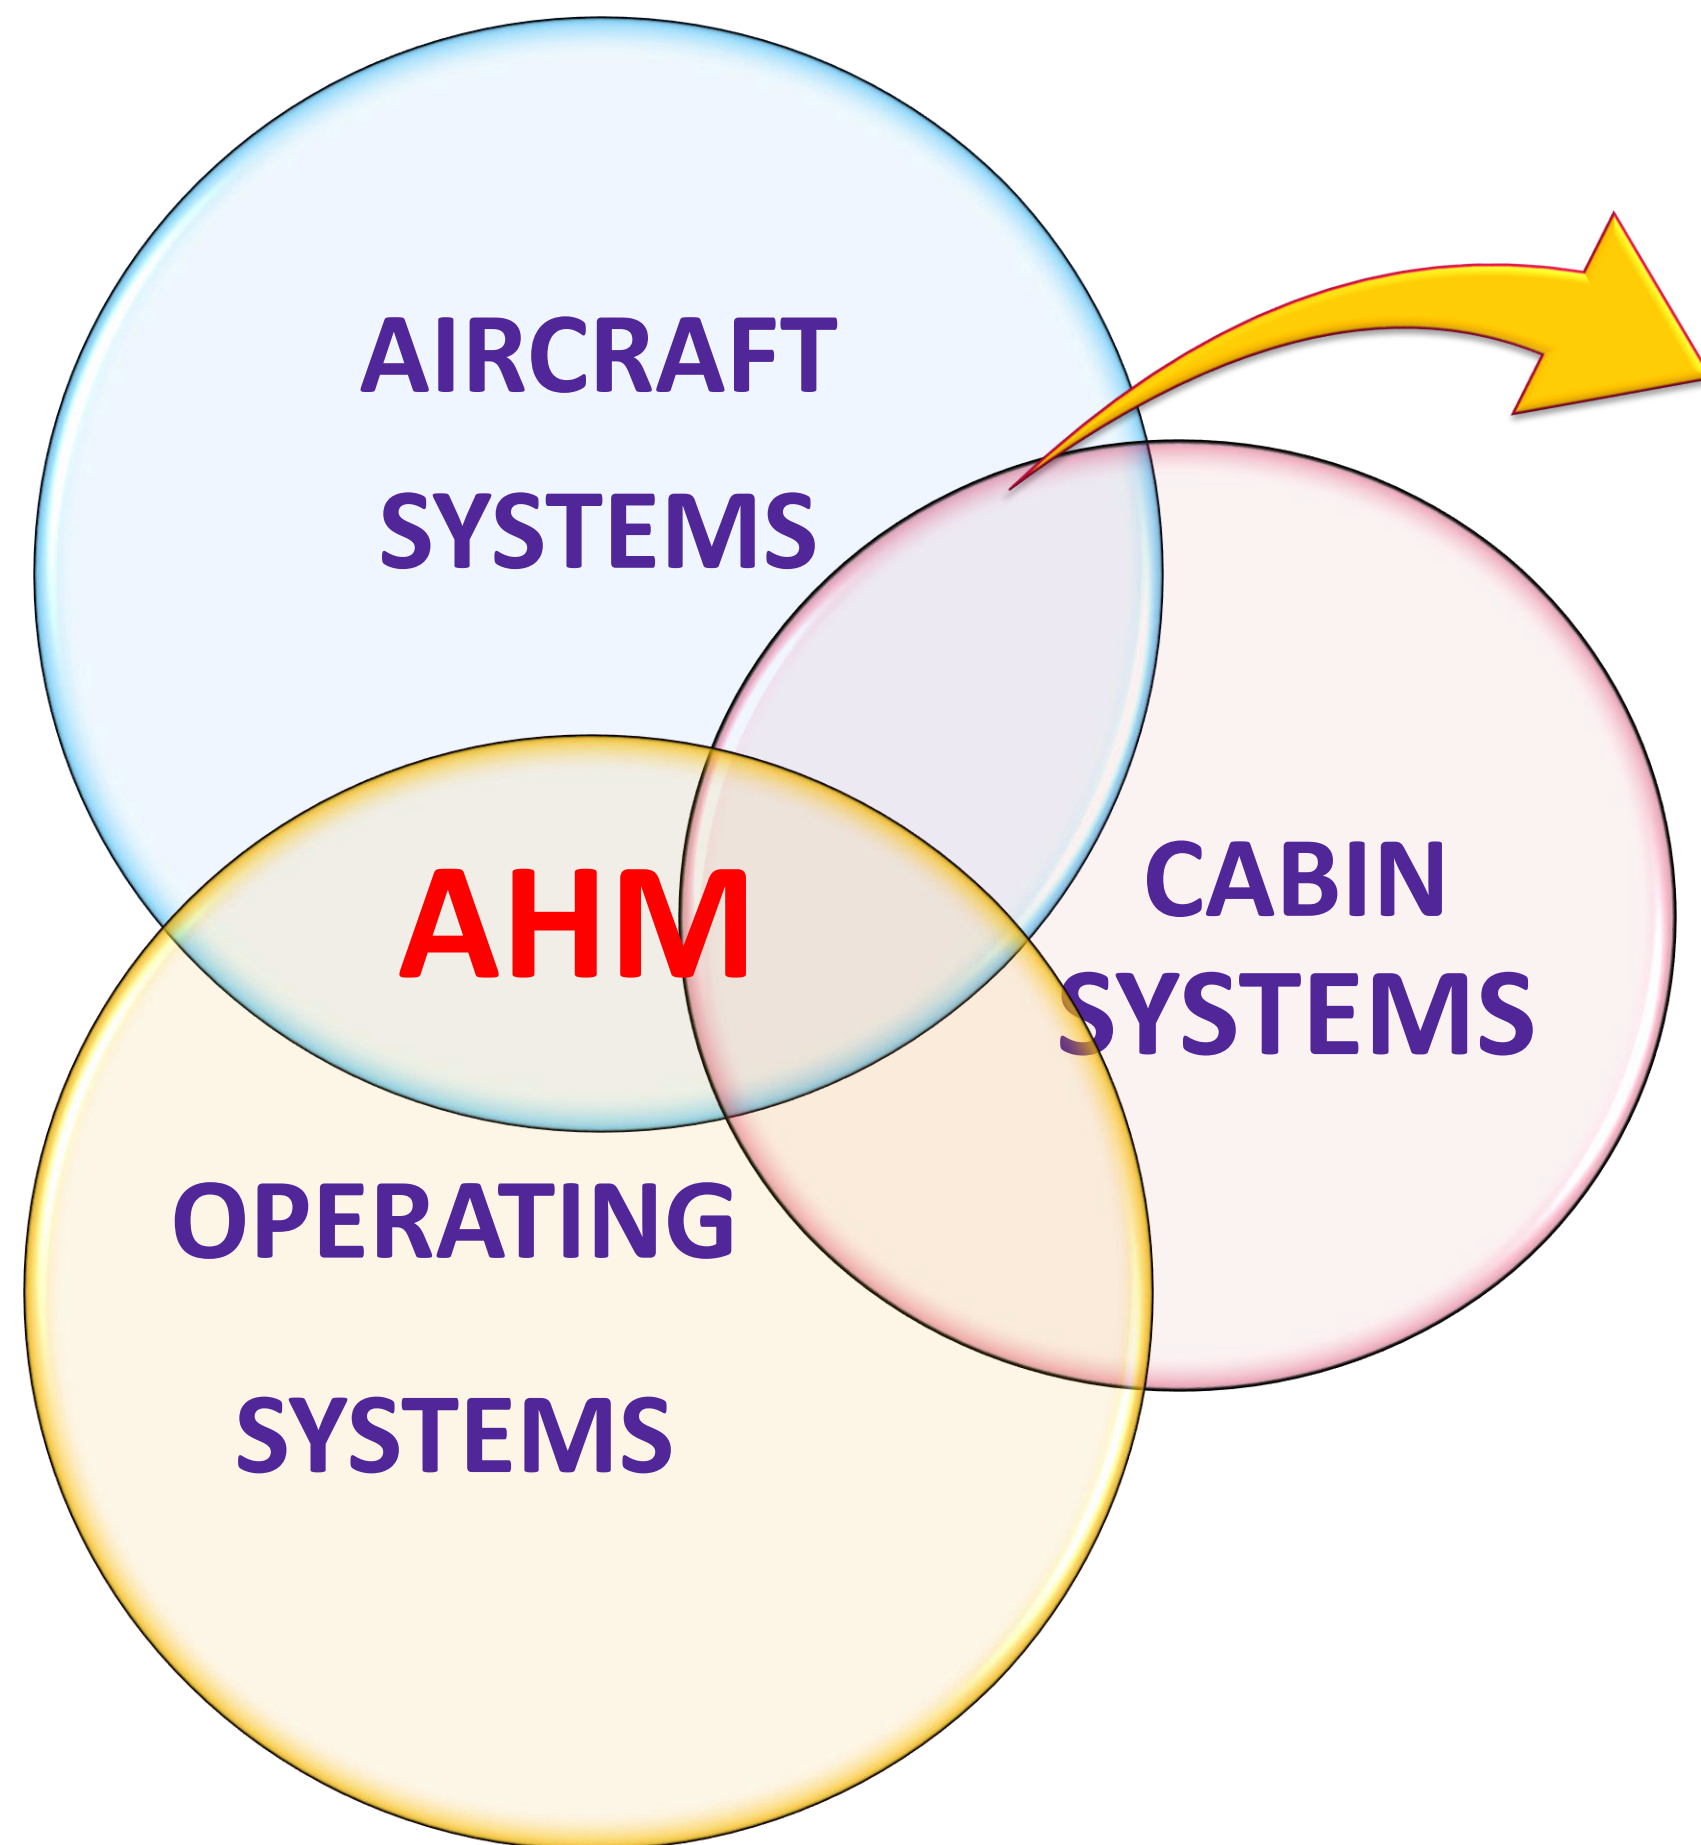 AIRCRAFT
SYSTEMS
CABIN
SYSTEMS
AHM
OPERATING
SYSTEMS